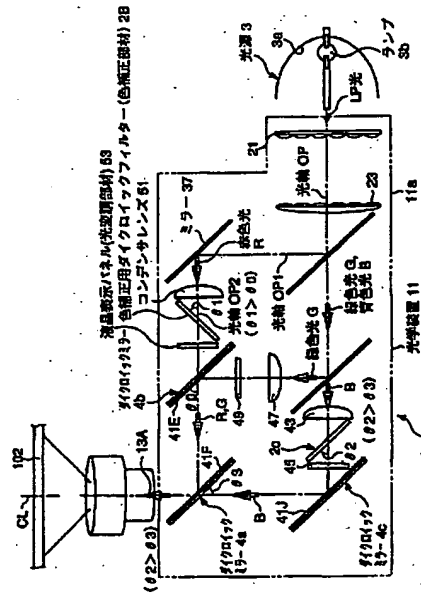 102
CL
13A
(θ2>θ3)
液晶表示パネル(光変調部材) 53
色補正用ダイクロイックフィルター(色補正部材) 2B
コンデンサレンズ 51
ダイクロイックミラー
4b
41E
θ0
ミラー 37
赤色光
R
θ1
光軸 OP2
(θ1>θ0)
光軸 OP1
光源 3
3a
ランプ
3b
LP光
21
光軸 OP
23
11a
光学装置 11
緑色光 G,
青色光 B
緑色光 G
49
47
R,G
41F
θ3
B
ダイクロイック
ミラー 4a
B
43
(θ2>θ3)
2c
45
θ2
41J
ダイクロイック
ミラー 4c